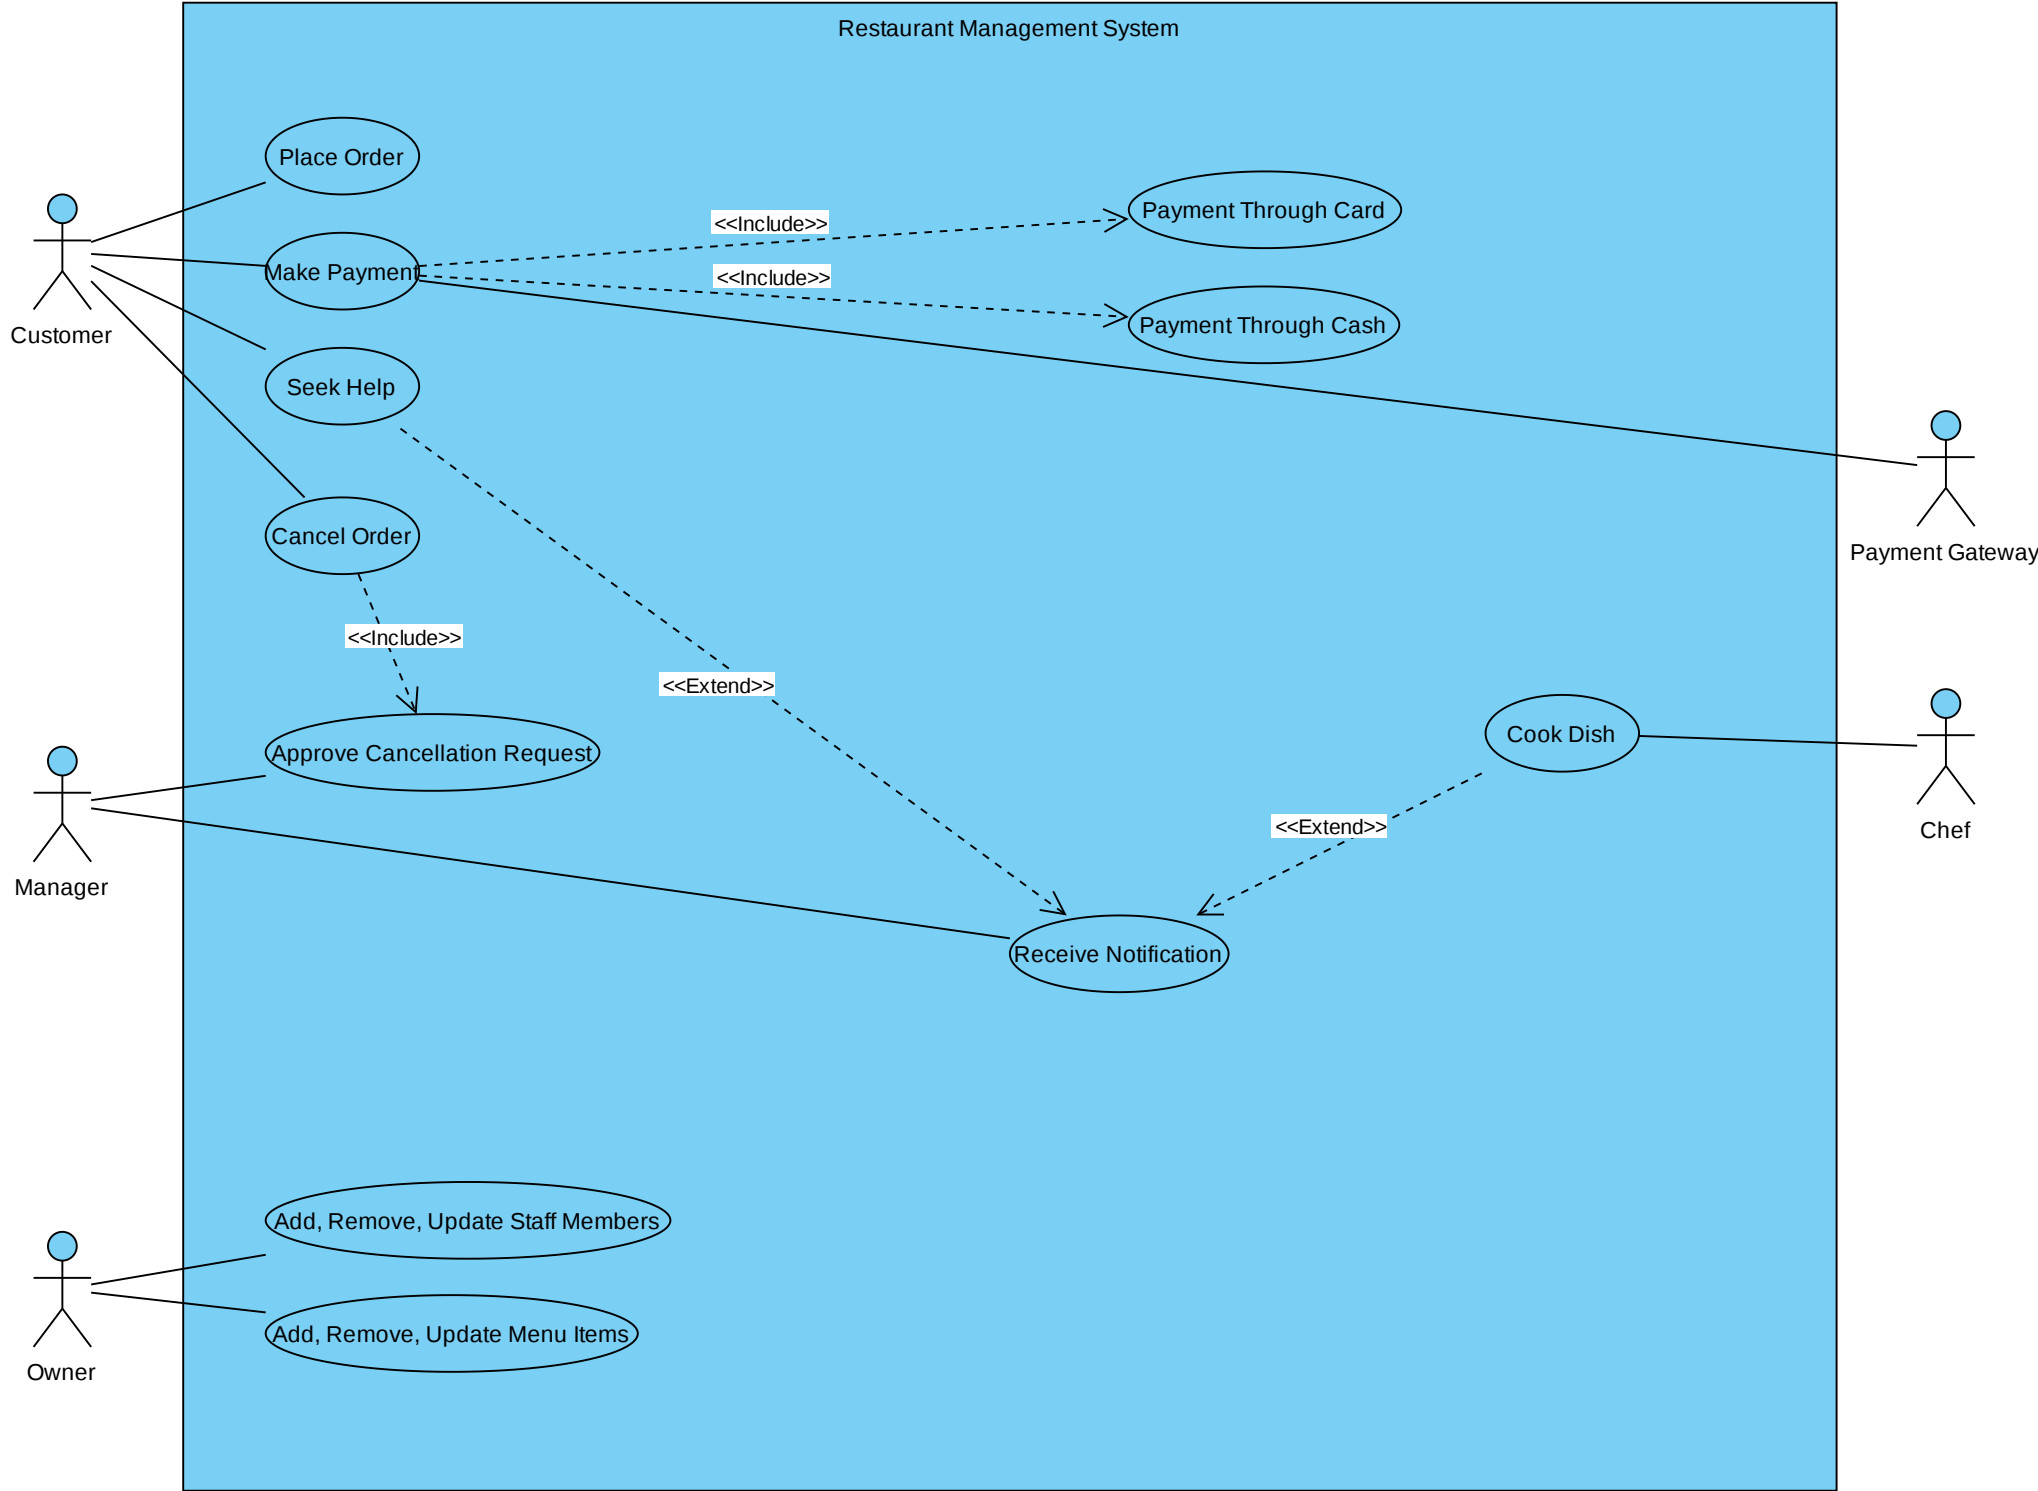 Restaurant Management System
Place Order
Payment Through Card
<<Include>>
Make Payment
<<Include>>
Payment Through Cash
Customer
Seek Help
Cancel Order
Payment Gateway
<<Include>>
<<Extend>>
Cook Dish
Approve Cancellation Request
<<Extend>>
Chef
Manager
Receive Notification
Add, Remove, Update Staff Members
Add, Remove, Update Menu Items
Owner